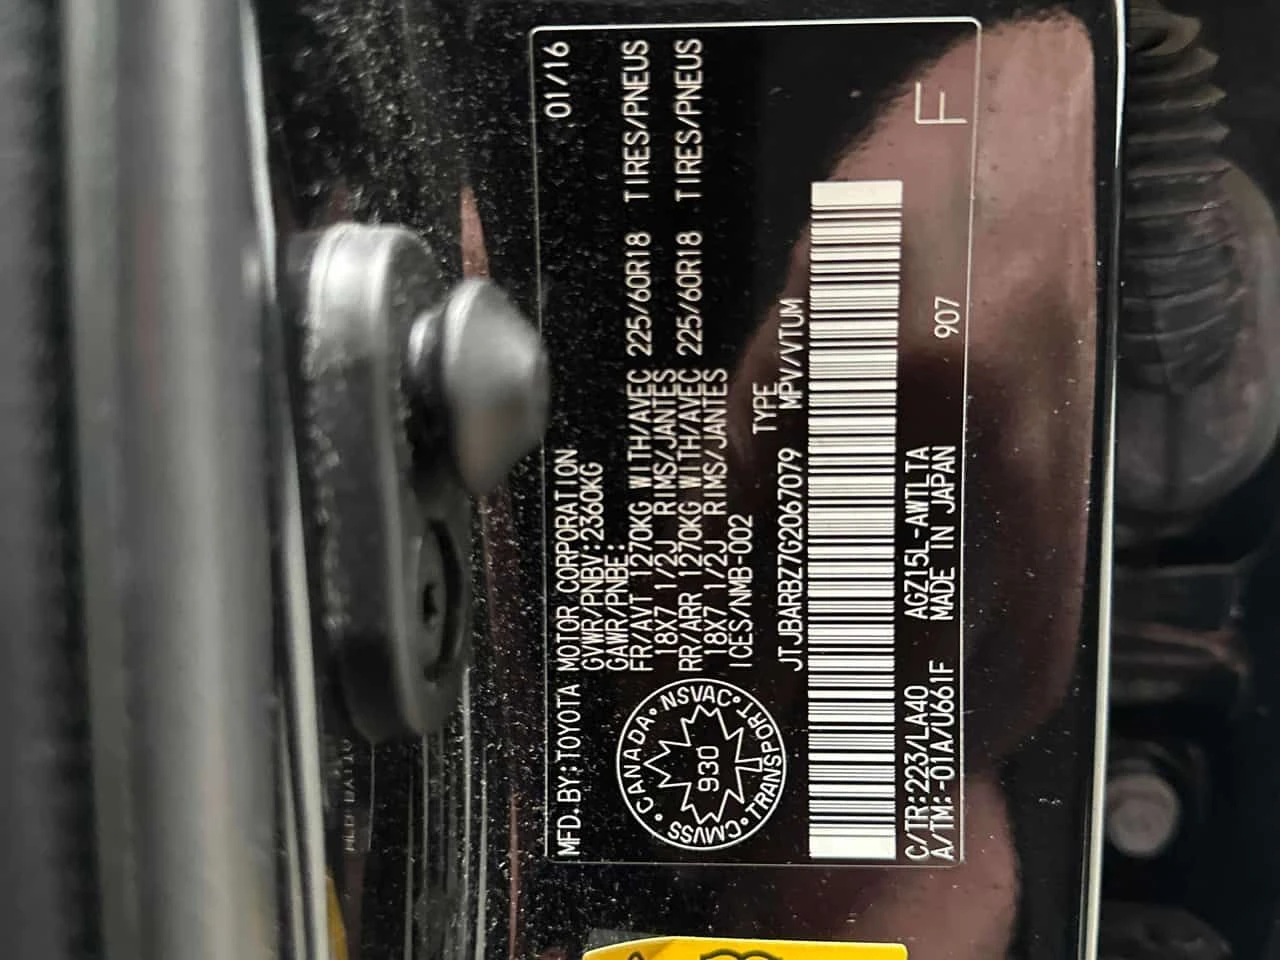 MFD.BY:TOYOTA MOTOR CORPORATION 01/16
GVWR/PNBV:2360KG
GAWR/PNBE:
FR/AVT 1270KG WITH/AVEC 225/60R18 TIRES/PNEUS
18X7 1/2J RIMS/JANTES
RR/ARR 1270KG WITH/AVEC 225/60R18 TIRES/PNEUS
18X7 1/2J RIMS/JANTES
ICES/NMB-002
CANADA • NSVAC • TRANSPORT • CMVSS •
930
TYPE
JTJBARBZ7G2067079 MPV/VTUM
C/TR:223/LA40 AGZ15L-AWTLTA
A/TM:-01A/U661F MADE IN JAPAN 907
F